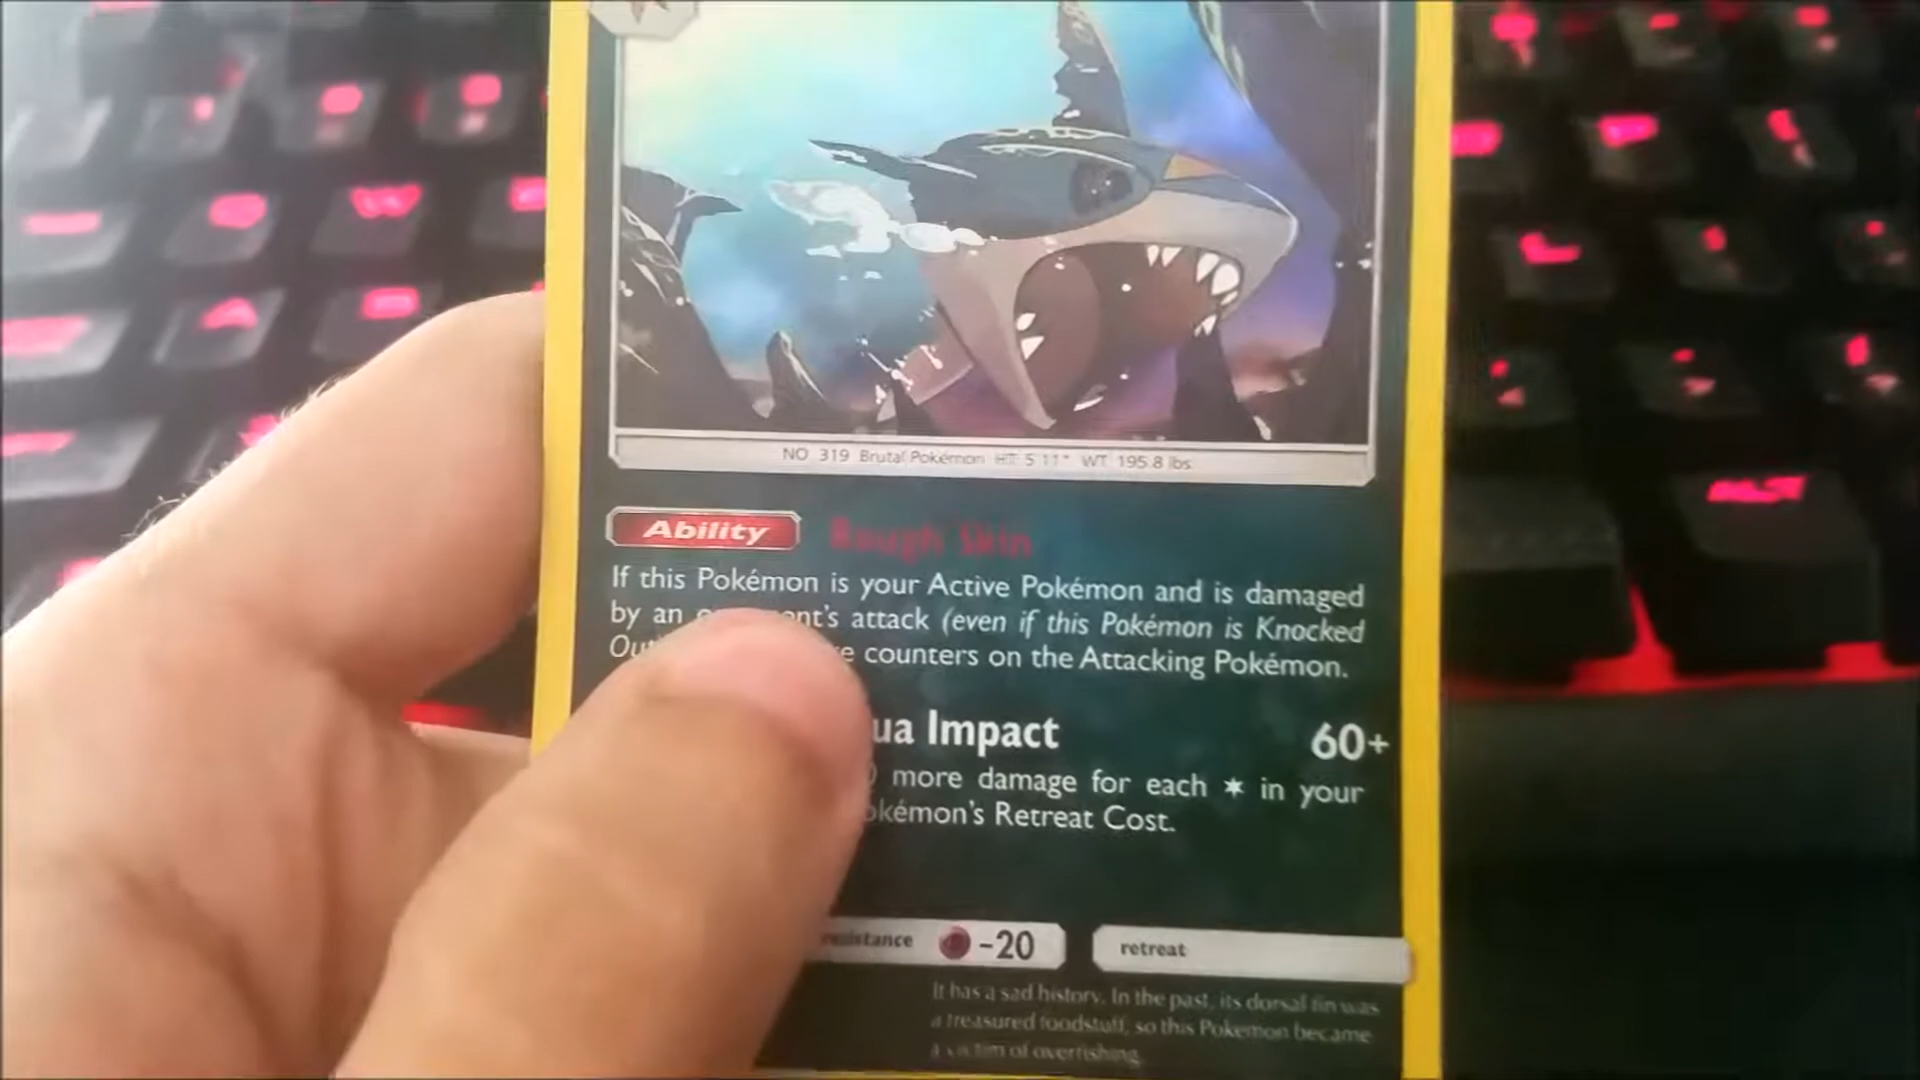 NO 319 Brutal Pokémon HT 5'11" WT 195.8 lbs
Ability Rough Skin
If this Pokémon is your Active Pokémon and is damaged
by an nt's attack (even if this Pokémon is Knocked
Out counters on the Attacking Pokémon.
ua Impact 60+
more damage for each ✶ in your
okémon's Retreat Cost.
resistance -20 retreat
It has a sad history. In the past, its dorsal fin was
a treasured foodstuff, so this Pokémon became
a victim of overfishing.